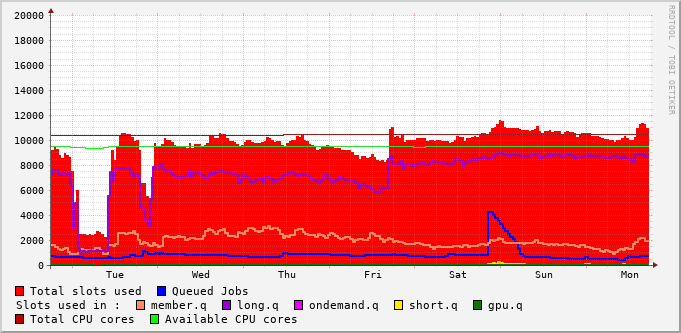 RRDTOOL / TOBI OETIKER
20000
18000
16000
14000
12000
10000
8000
6000
4000
2000
0
Tue Wed Thu Fri Sat Sun Mon
Total slots used Queued Jobs
Slots used in : member.q long.q ondemand.q short.q gpu.q
Total CPU cores Available CPU cores